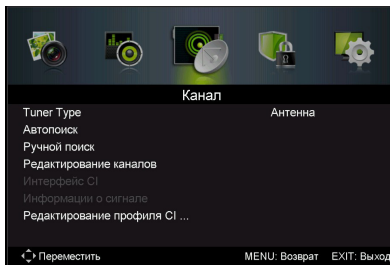 Канал
Tuner Type Антенна
Автопоиск
Ручной поиск
Редактирование каналов
Интерфейс CI
Информации о сигнале
Редактирование профиля CI ...
Переместить MENU: Возврат EXIT: Выход